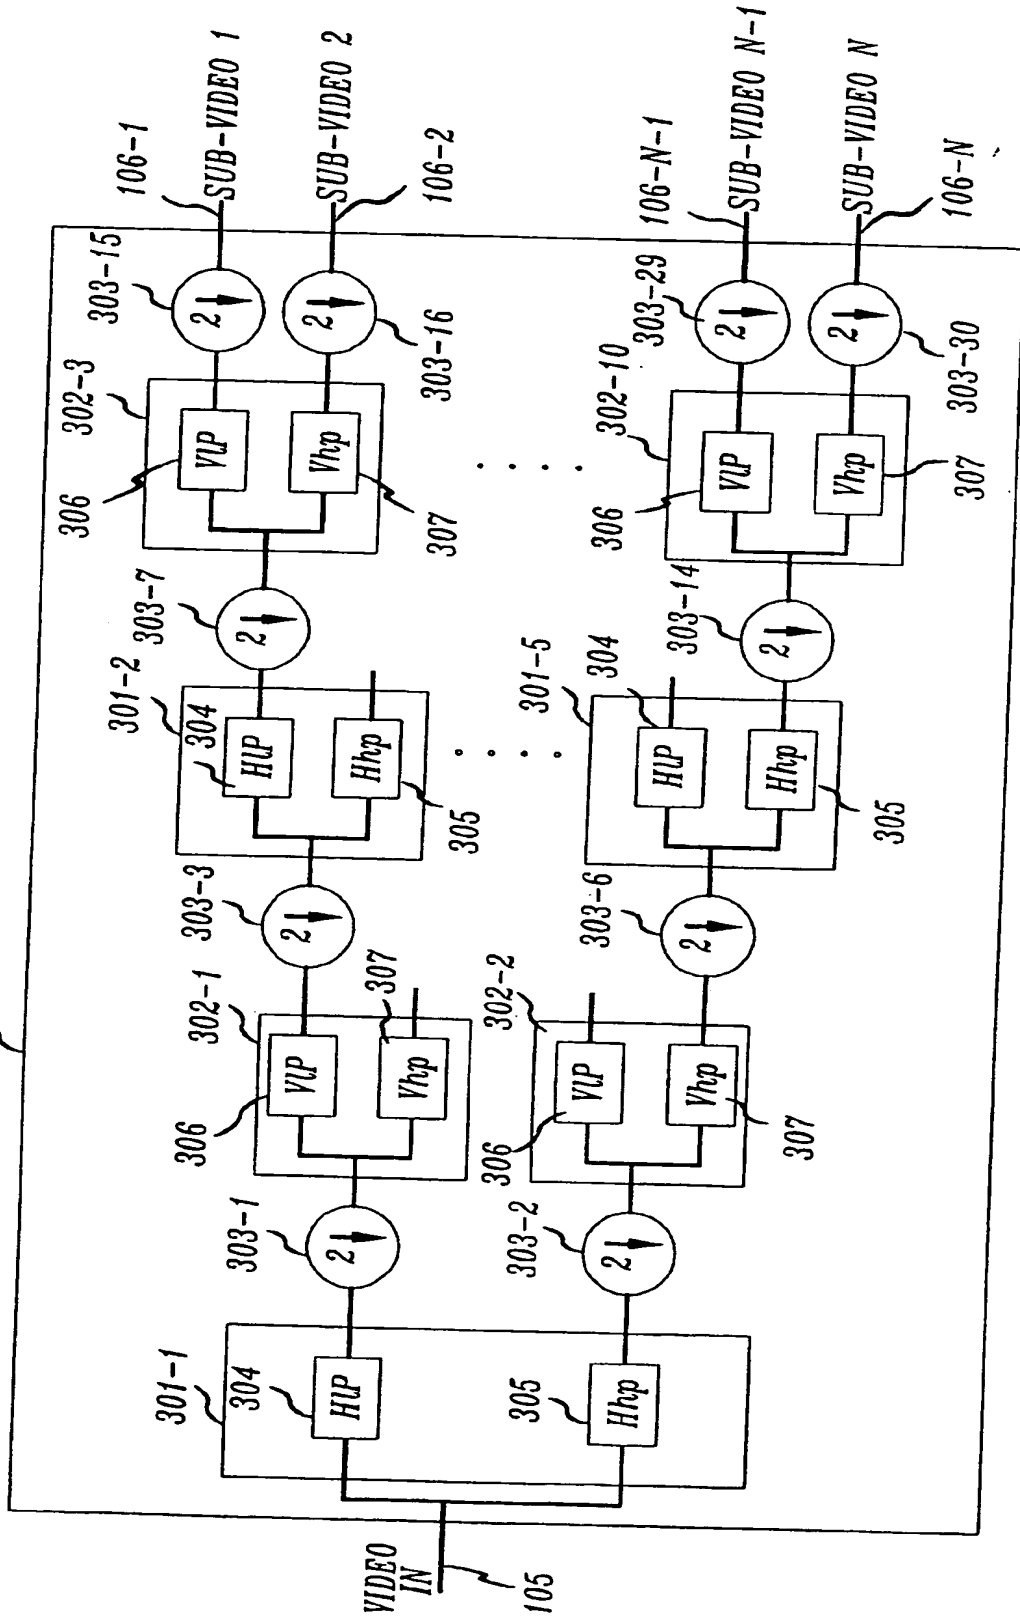 VIDEO
IN
105
301-1
304
HlP
305
Hhp
303-1
2
303-2
2
302-1
306
VlP
307
Vhp
302-2
306
VlP
Vhp
307
303-3
2
303-6
2
301-2
304
HlP
Hhp
305
301-5
304
HlP
Hhp
305
303-7
2
303-14
2
302-3
306
VlP
Vhp
307
302-10
306
VlP
Vhp
307
303-15
2
2
303-16
303-29
2
2
303-30
106-1
SUB-VIDEO 1
SUB-VIDEO 2
106-2
106-N-1
SUB-VIDEO N-1
SUB-VIDEO N
106-N